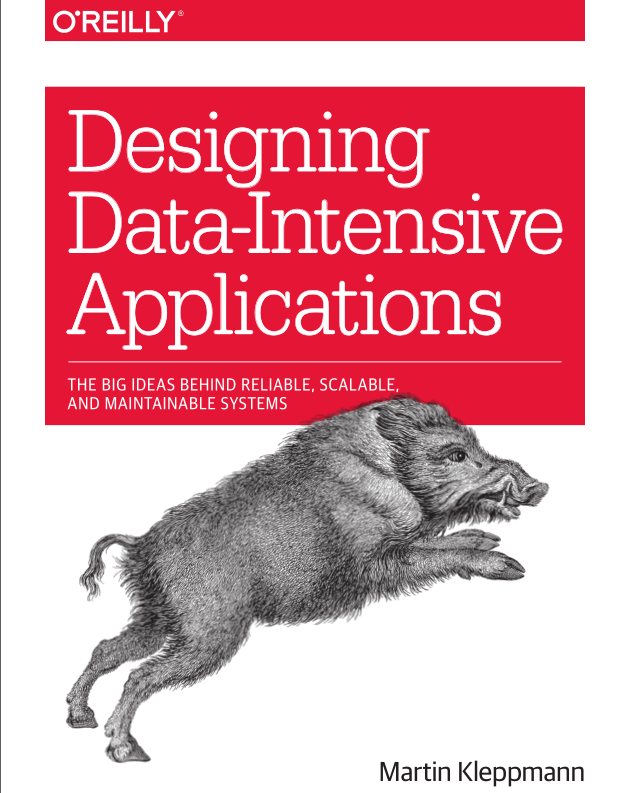 O'REILLY®
Designing
Data-Intensive
Applications
THE BIG IDEAS BEHIND RELIABLE, SCALABLE,
AND MAINTAINABLE SYSTEMS
Martin Kleppmann